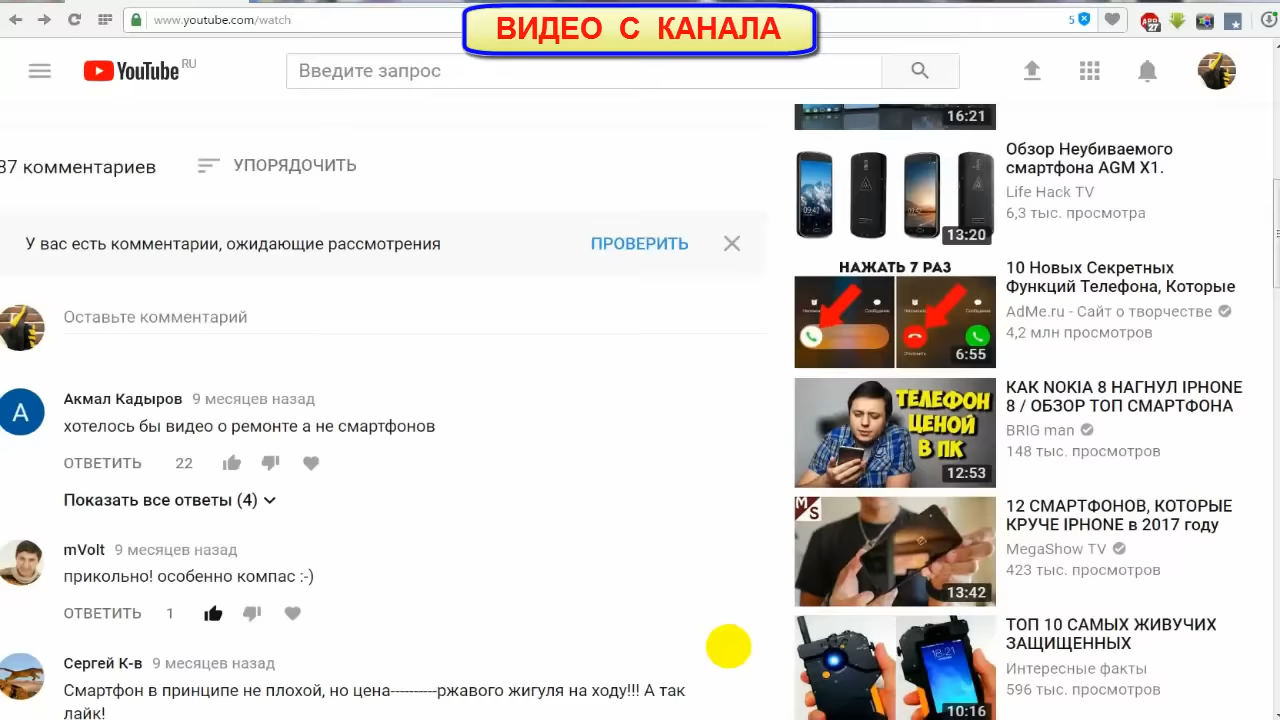 www.youtube.com/watch
5
ВИДЕО С КАНАЛА
27
YouTube RU
Введите запрос
37 комментариев
УПОРЯДОЧИТЬ
У вас есть комментарии, ожидающие рассмотрения
ПРОВЕРИТЬ
Оставьте комментарий
А
Акмал Кадыров 9 месяцев назад
хотелось бы видео о ремонте а не смартфонов
ОТВЕТИТЬ 22
Показать все ответы (4)
mVolt 9 месяцев назад
прикольно! особенно компас :-)
ОТВЕТИТЬ 1
Сергей К-в 9 месяцев назад
Смартфон в принципе не плохой, но цена----------ржавого жигуля на ходу!!! А так
лайк!
16:21
Обзор Неубиваемого
смартфона AGM X1.
Life Hack TV
6,3 тыс. просмотра
13:20
НАЖАТЬ 7 РАЗ
6:55
10 Новых Секретных
Функций Телефона, Которые
AdMe.ru - Сайт о творчестве
4,2 млн просмотров
ТЕЛЕФОН
ЦЕНОЙ
В ПК
12:53
КАК NOKIA 8 НАГНУЛ IPHONE
8 / ОБЗОР ТОП СМАРТФОНА
BRIG man
148 тыс. просмотров
M S
13:42
12 СМАРТФОНОВ, КОТОРЫЕ
КРУЧЕ IPHONE в 2017 году
MegaShow TV
423 тыс. просмотров
18:21
10:16
ТОП 10 САМЫХ ЖИВУЧИХ
ЗАЩИЩЕННЫХ
Интересные факты
596 тыс. просмотров